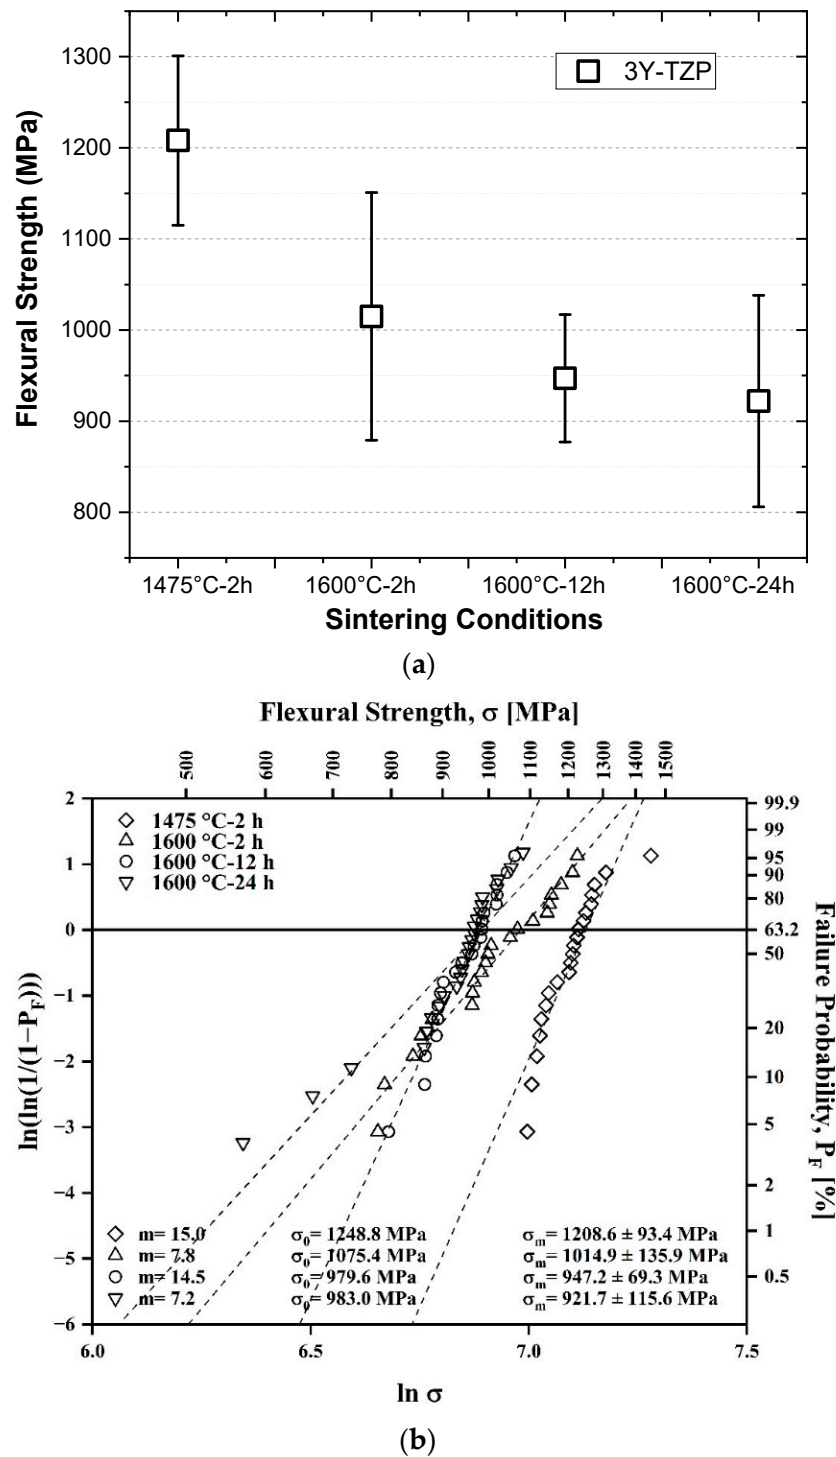 1300
3Y-TZP
1200
1100
1000
900
800
Flexural Strength (MPa)
1475°C-2h 1600°C-2h 1600°C-12h 1600°C-24h
Sintering Conditions
(a)
Flexural Strength, σ [MPa]
500 600 700 800 900 1000 1100 1200 1300 1400 1500
2 99.9
1475 °C-2 h
1600 °C-2 h 99
1 1600 °C-12 h 95
1600 °C-24 h 90
80
0 63.2
50
−1
20
−2
10
−3 5
−4 2
1
−5
0.5
−6
ln(ln(1/(1−P_F)))
Failure Probability, P_F [%]
m= 15.0 σ₀= 1248.8 MPa σ_m= 1208.6 ± 93.4 MPa
m= 7.8 σ₀= 1075.4 MPa σ_m= 1014.9 ± 135.9 MPa
m= 14.5 σ₀= 979.6 MPa σ_m= 947.2 ± 69.3 MPa
m= 7.2 σ₀= 983.0 MPa σ_m= 921.7 ± 115.6 MPa
6.0 6.5 7.0 7.5
ln σ
(b)